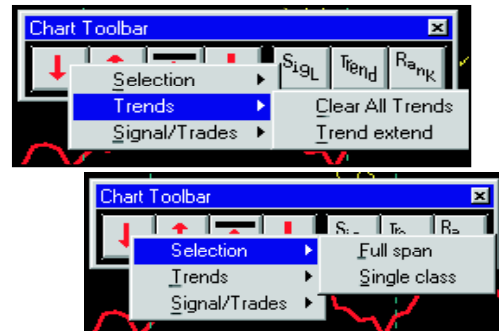 Chart Toolbar
SigL Trend Rank
Selection
Trends
Signal/Trades
Clear All Trends
Trend extend
Chart Toolbar
Selection
Trends
Signal/Trades
Full span
Single class